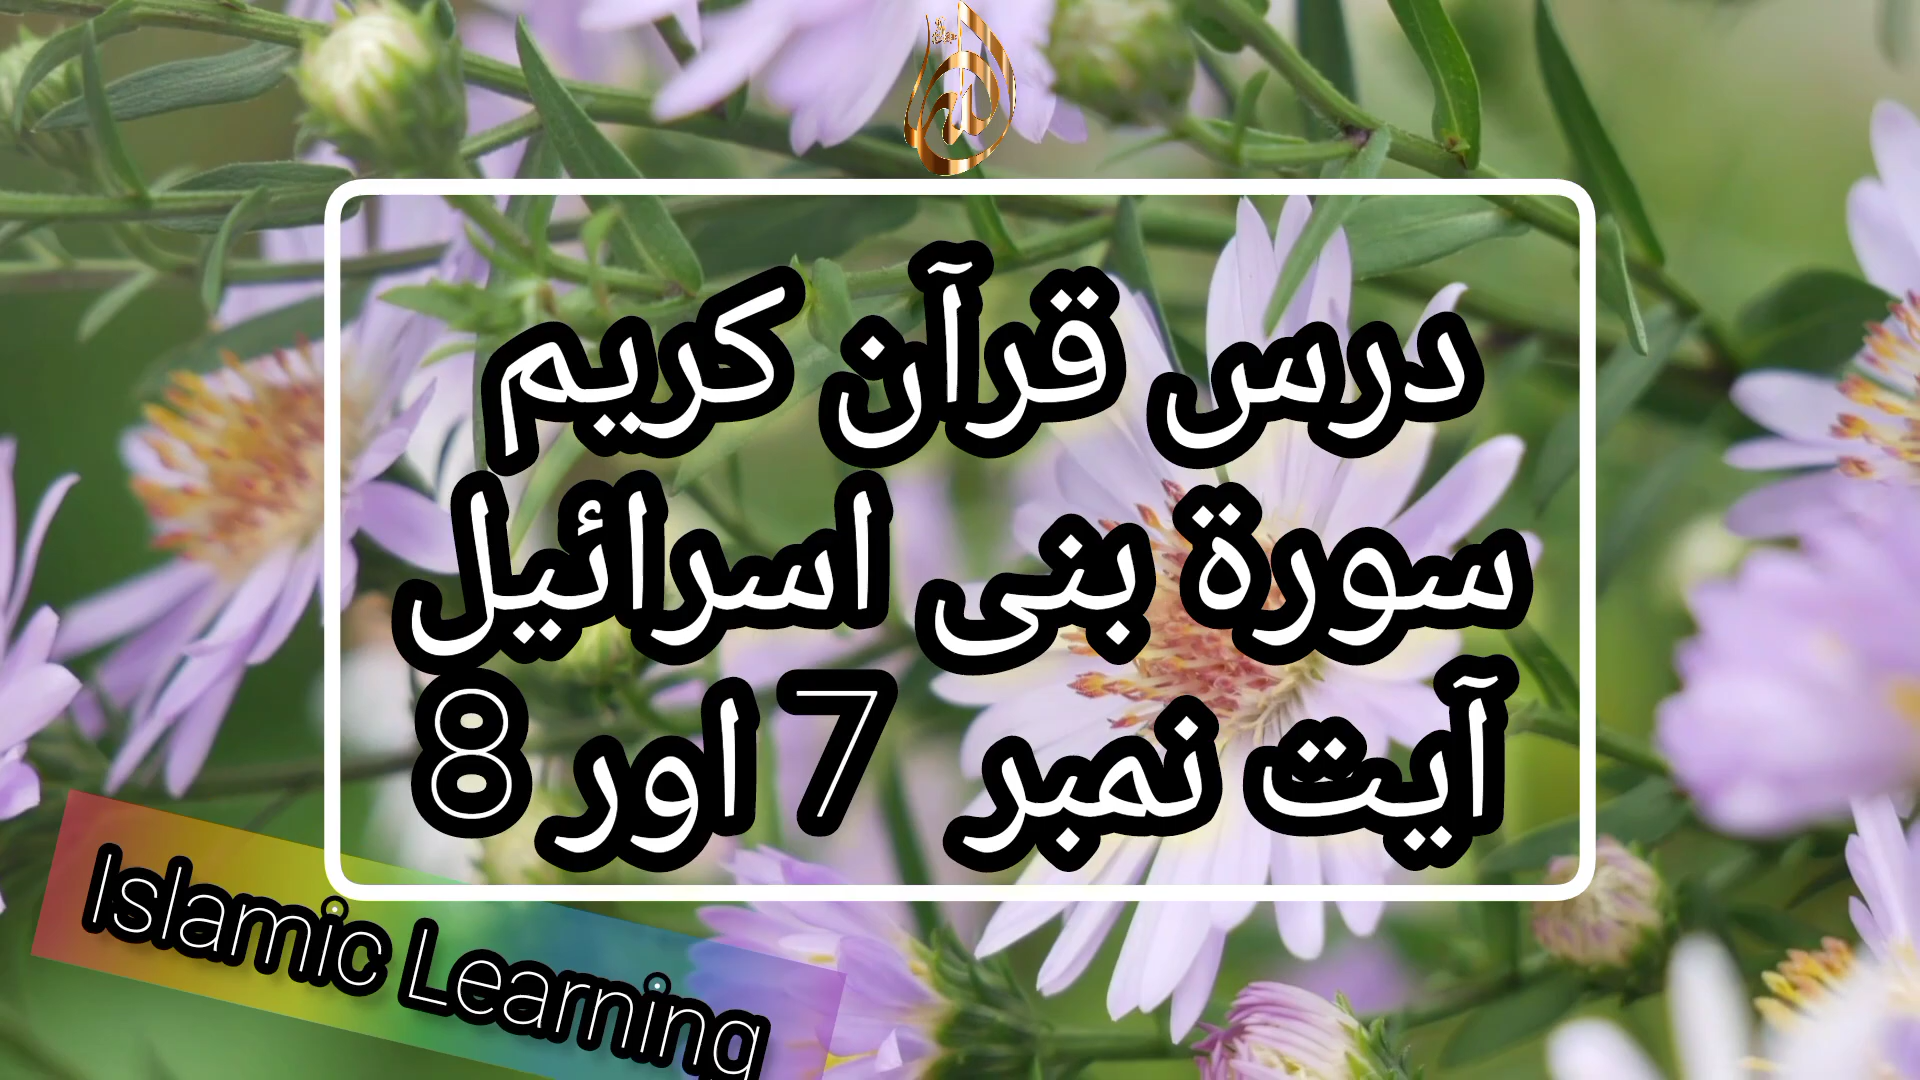 درس قرآن کریم
سورۃ بنی اسرائیل
آیت نمبر 7 اور 8
Islamic Learning